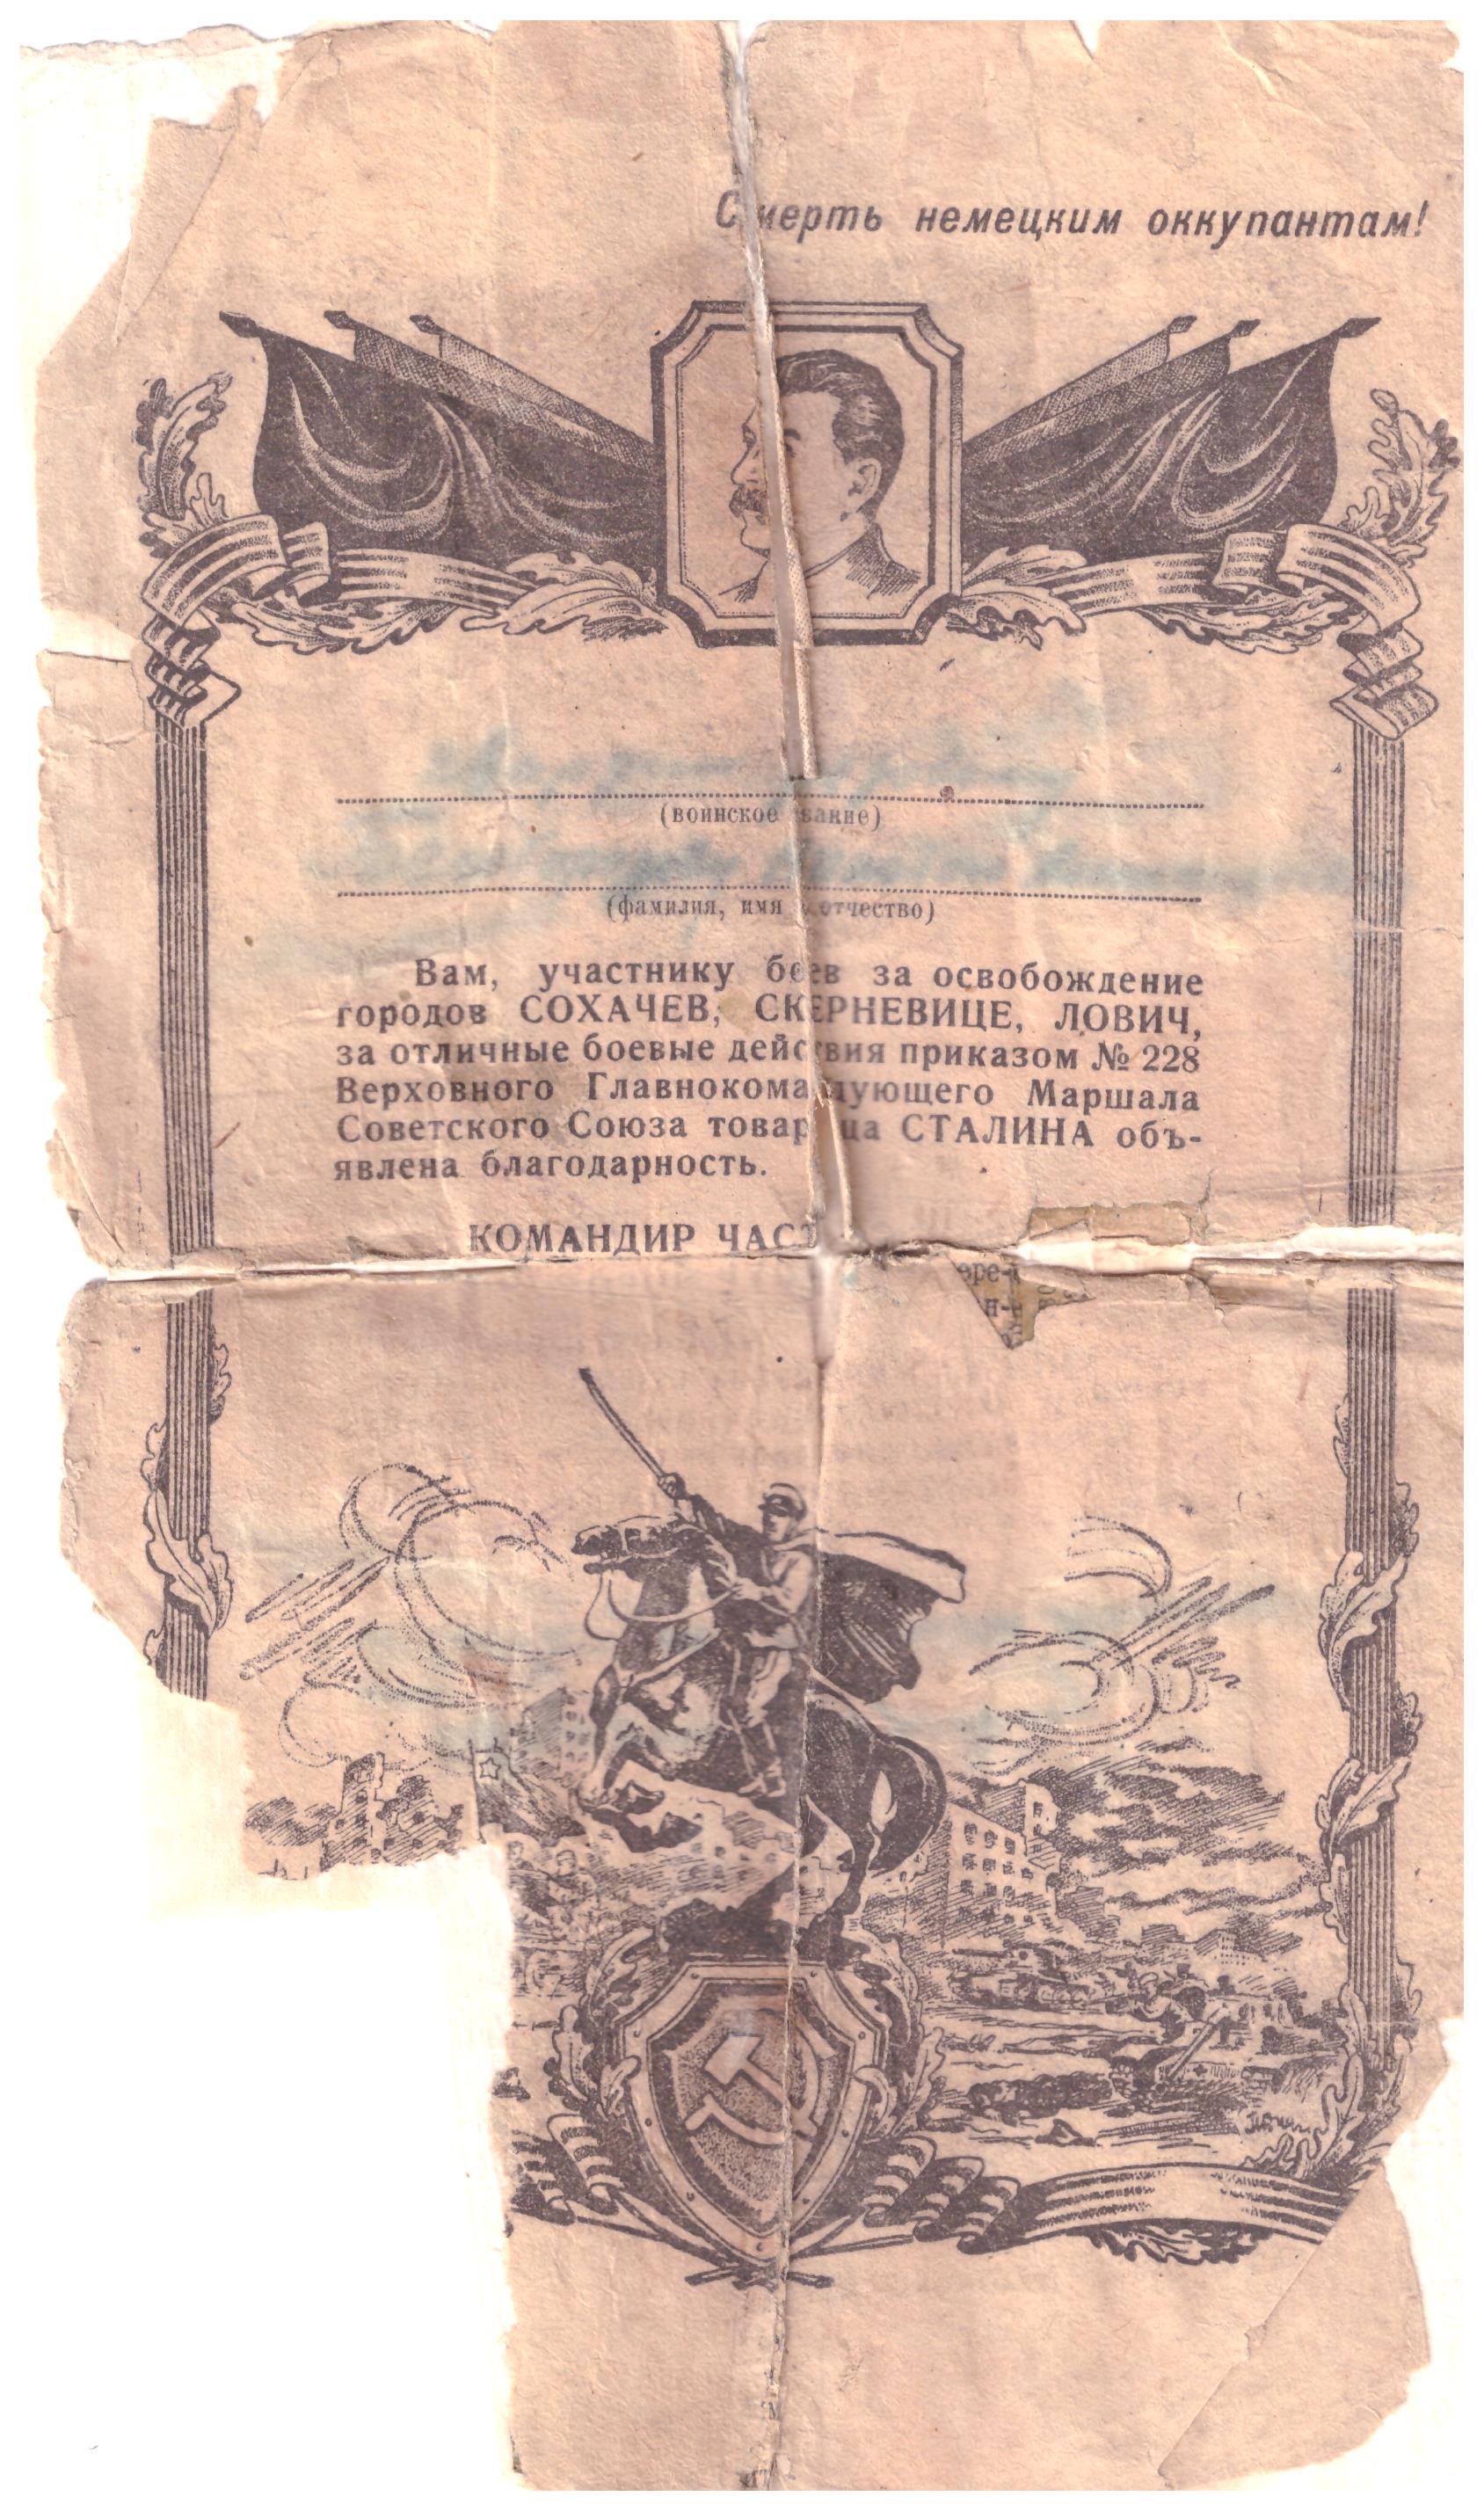 Смерть немецким оккупантам!
(воинское звание)
(фамилия, имя и отчество)
Вам, участнику боев за освобождение
городов СОХАЧЕВ, СКЕРНЕВИЦЕ, ЛОВИЧ,
за отличные боевые действия приказом № 228
Верховного Главнокомандующего Маршала
Советского Союза товарища СТАЛИНА объ-
явлена благодарность.
КОМАНДИР ЧАСТ